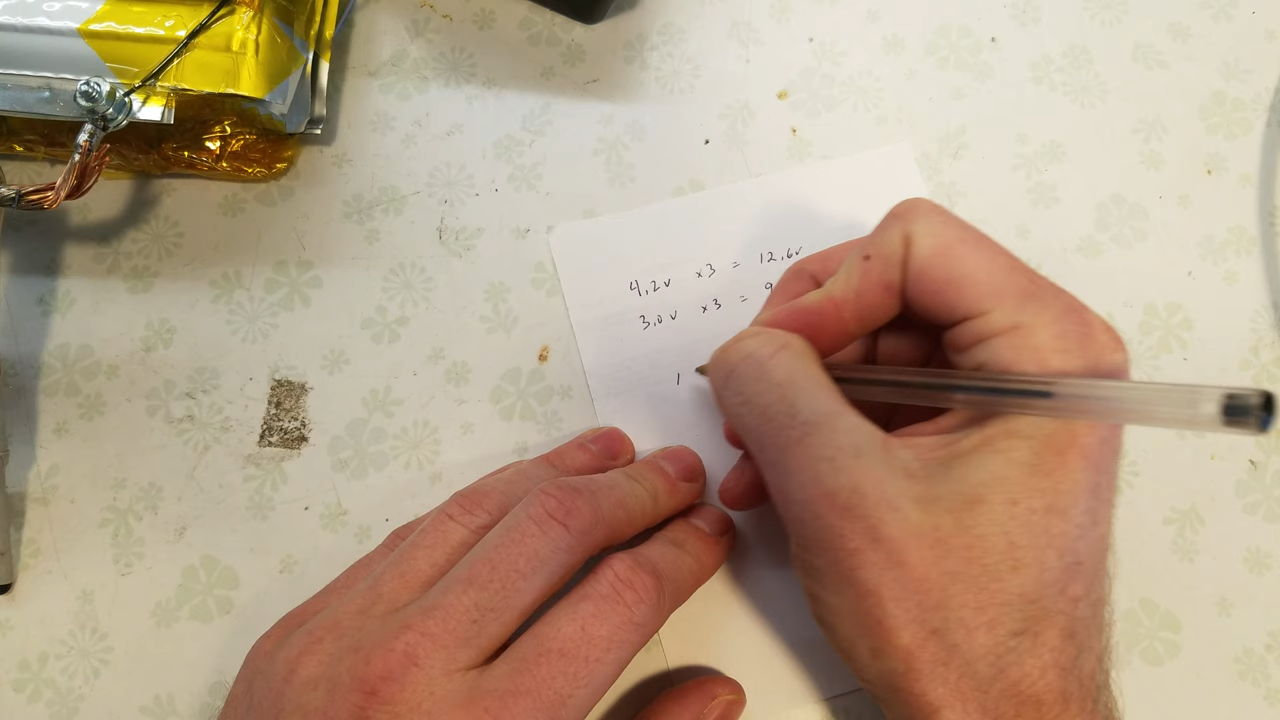 4,2v x3 = 12,6v
3,0v x3 = 9
1